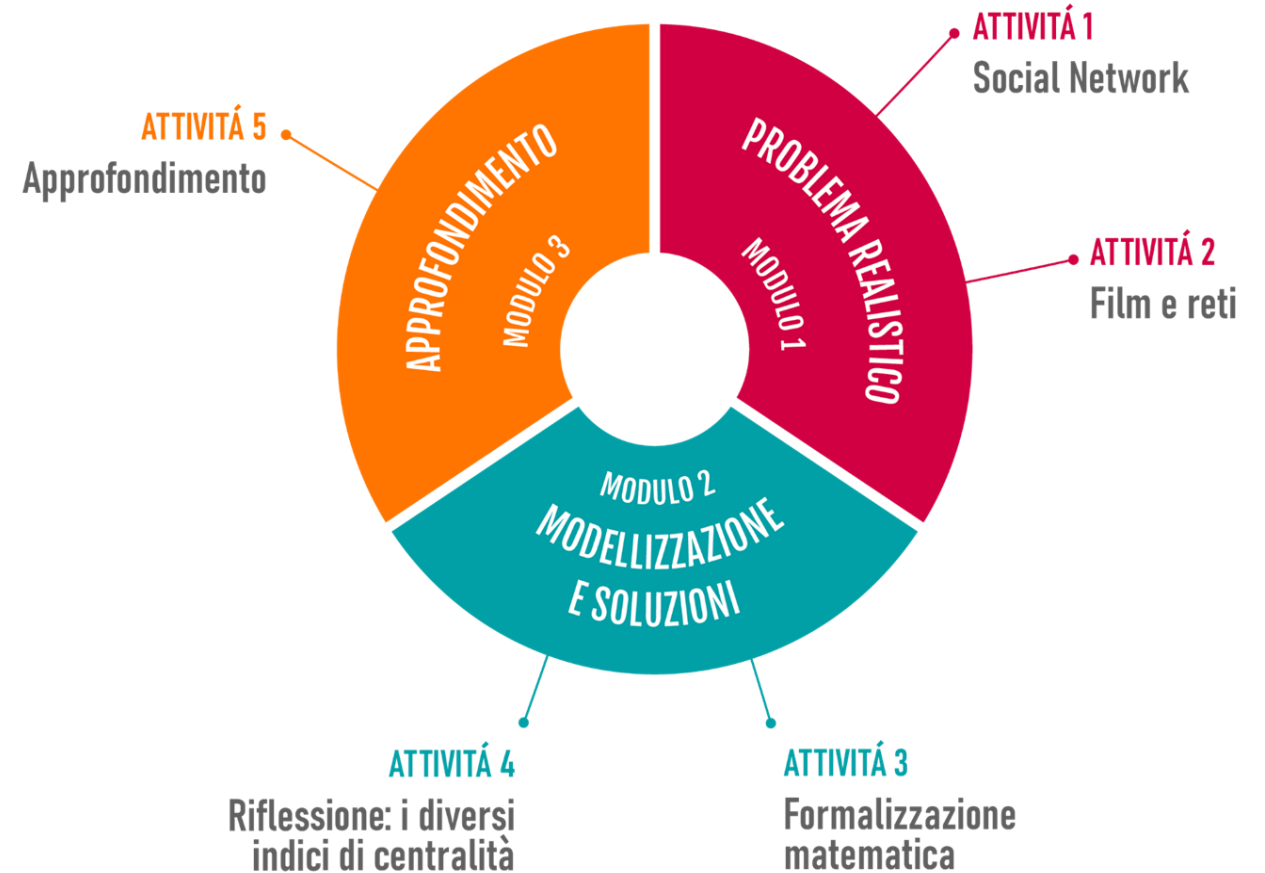 ATTIVITÁ 1
Social Network
ATTIVITÁ 2
Film e reti
PROBLEMA REALISTICO
MODULO 1
MODULO 2
MODELLIZZAZIONE
E SOLUZIONI
ATTIVITÁ 3
Formalizzazione
matematica
ATTIVITÁ 4
Riflessione: i diversi
indici di centralità
APPROFONDIMENTO
MODULO 3
ATTIVITÁ 5
Approfondimento